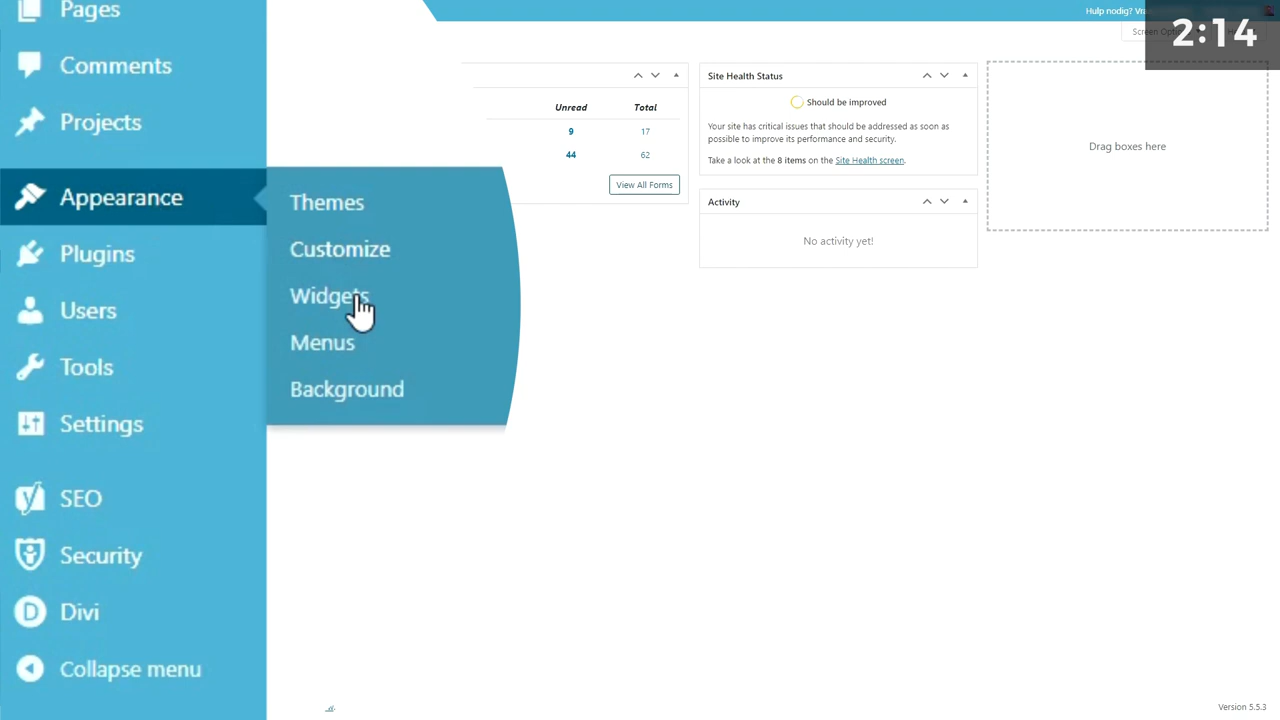 Pages
Comments
Projects
Appearance
Plugins
Users
Tools
Settings
SEO
Security
Divi
Collapse menu
Themes
Customize
Widgets
Menus
Background
Hulp nodig?
2:14
Screen
Unread Total
9 17
44 62
View All Forms
Site Health Status
Should be improved
Your site has critical issues that should be addressed as soon as
possible to improve its performance and security.
Take a look at the 8 items on the Site Health screen.
Activity
No activity yet!
Drag boxes here
Version 5.5.3